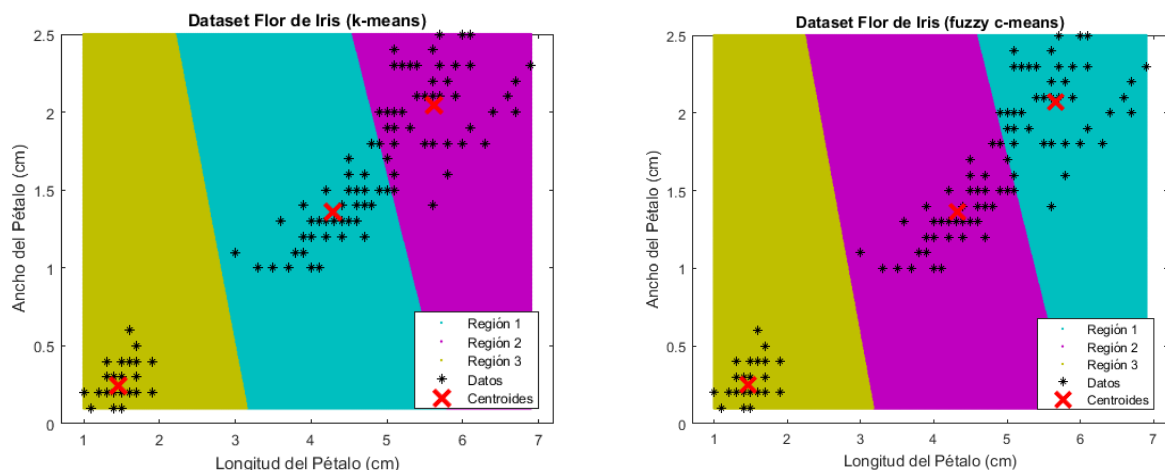 Dataset Flor de Iris (k-means)
2.5
2
1.5
1
0.5
0
Ancho del Pétalo (cm)
1 2 3 4 5 6 7
Longitud del Pétalo (cm)
Región 1
Región 2
Región 3
Datos
Centroides
Dataset Flor de Iris (fuzzy c-means)
2.5
2
1.5
1
0.5
0
Ancho del Pétalo (cm)
1 2 3 4 5 6 7
Longitud del Pétalo (cm)
Región 1
Región 2
Región 3
Datos
Centroides